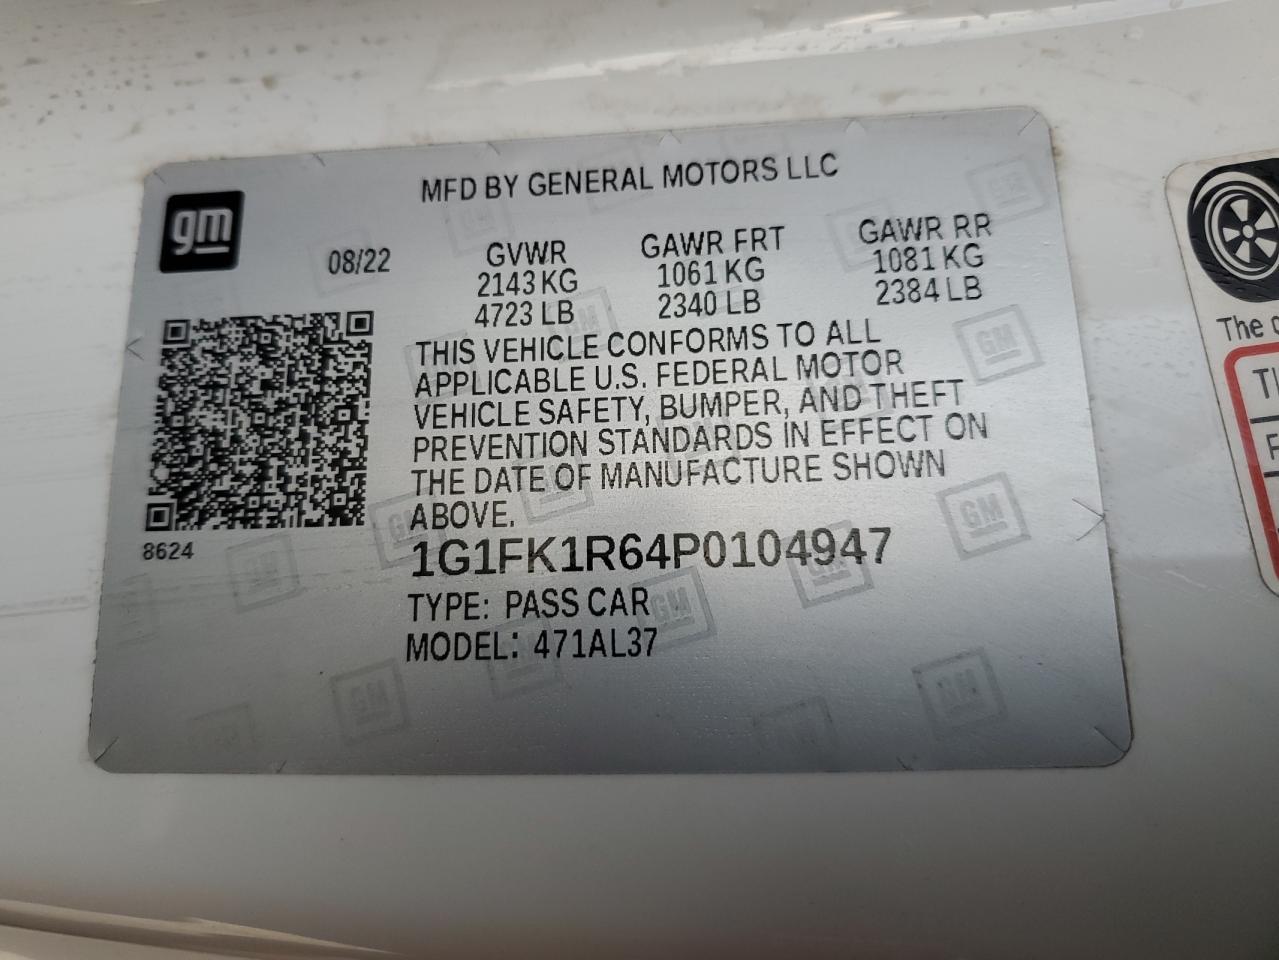 MFD BY GENERAL MOTORS LLC
gm
08/22 GVWR GAWR FRT GAWR RR
2143 KG 1061 KG 1081 KG
4723 LB 2340 LB 2384 LB
THIS VEHICLE CONFORMS TO ALL
APPLICABLE U.S. FEDERAL MOTOR
VEHICLE SAFETY, BUMPER, AND THEFT
PREVENTION STANDARDS IN EFFECT ON
THE DATE OF MANUFACTURE SHOWN
ABOVE.
8624
1G1FK1R64P0104947
TYPE: PASS CAR
MODEL: 471AL37
The